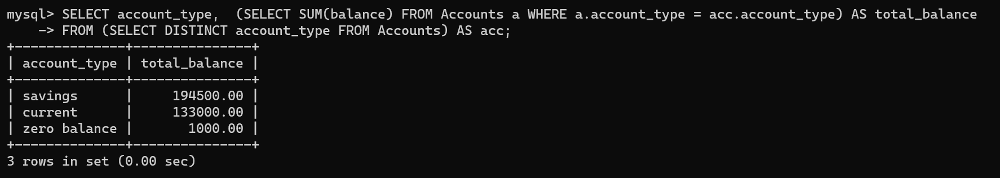 mysql> SELECT account_type,  (SELECT SUM(balance) FROM Accounts a WHERE a.account_type = acc.account_type) AS total_balance
    -> FROM (SELECT DISTINCT account_type FROM Accounts) AS acc;
+--------------+---------------+
| account_type | total_balance |
+--------------+---------------+
| savings      |     194500.00 |
| current      |     133000.00 |
| zero balance |       1000.00 |
+--------------+---------------+
3 rows in set (0.00 sec)